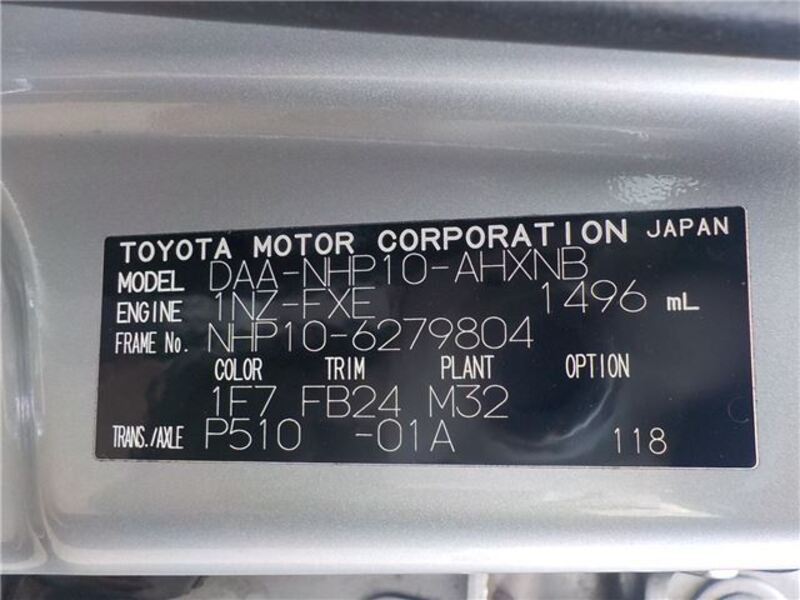 TOYOTA MOTOR CORPORATION JAPAN
MODEL DAA-NHP10-AHXNB
ENGINE 1NZ-FXE 1496 mL
FRAME No. NHP10-6279804
COLOR TRIM PLANT OPTION
1F7 FB24 M32
TRANS./AXLE P510 -01A 118